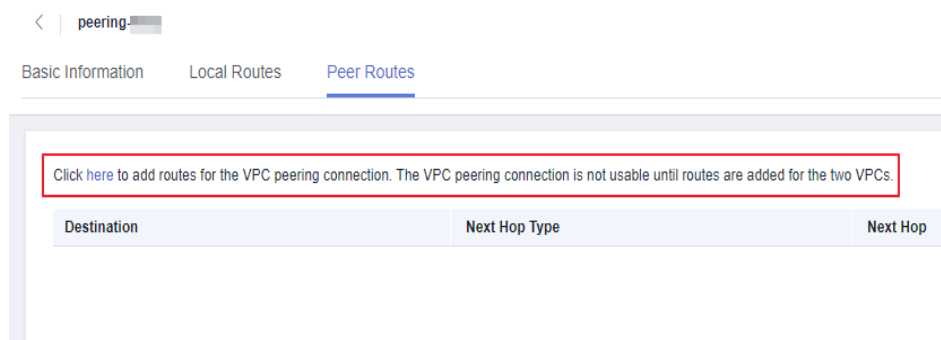 peering-
Basic Information Local Routes Peer Routes
Click here to add routes for the VPC peering connection. The VPC peering connection is not usable until routes are added for the two VPCs.
Destination Next Hop Type Next Hop